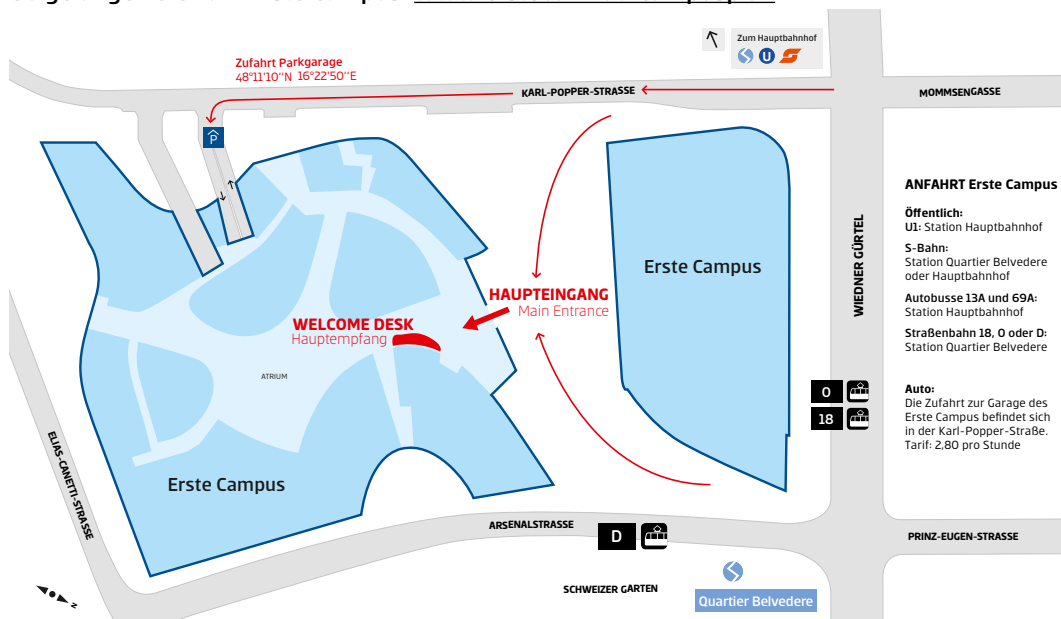 Zum Hauptbahnhof
U
Zufahrt Parkgarage
48°11'10''N 16°22'50''E
KARL-POPPER-STRASSE
MOMMSENGASSE
P
ANFAHRT Erste Campus
Öffentlich:
U1: Station Hauptbahnhof
S-Bahn:
Station Quartier Belvedere
oder Hauptbahnhof
Autobusse 13A und 69A:
Station Hauptbahnhof
Straßenbahn 18, O oder D:
Station Quartier Belvedere
Auto:
Die Zufahrt zur Garage des
Erste Campus befindet sich
in der Karl-Popper-Straße.
Tarif: 2,80 pro Stunde
WIEDNER GÜRTEL
Erste Campus
HAUPTEINGANG
Main Entrance
WELCOME DESK
Hauptempfang
ATRIUM
O
18
ELIAS-CANETTI-STRASSE
Erste Campus
ARSENALSTRASSE
D
PRINZ-EUGEN-STRASSE
SCHWEIZER GARTEN
Quartier Belvedere
N